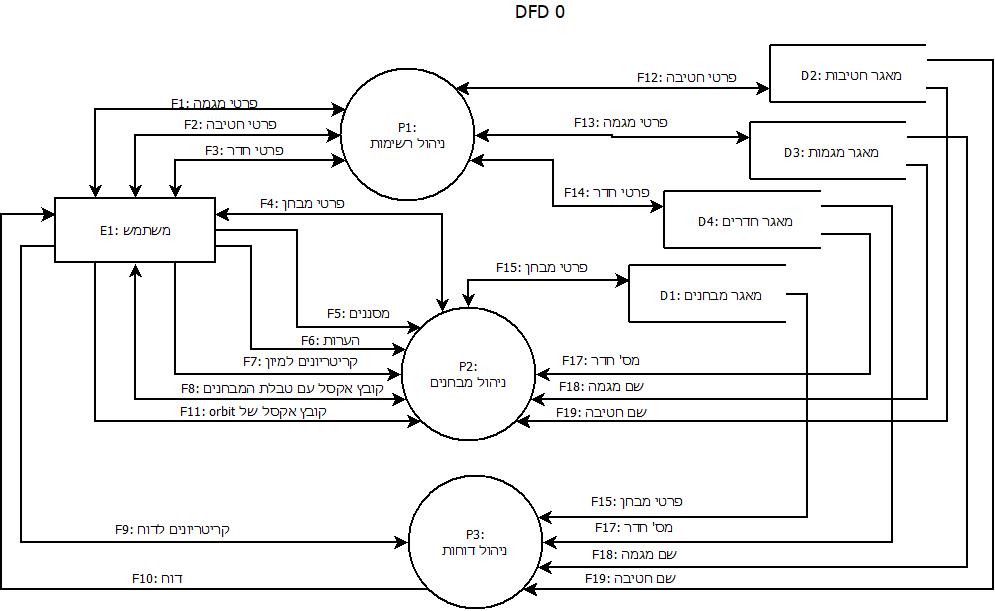 DFD 0
D2: מאגר חטיבות
F12: פרטי חטיבה
F1: פרטי מגמה
F2: פרטי חטיבה
F3: פרטי חדר
P1:
ניהול רשימות
F13: פרטי מגמה
D3: מאגר מגמות
F14: פרטי חדר
D4: מאגר חדרים
E1: משתמש
F4: פרטי מבחן
F15: פרטי מבחן
D1: מאגר מבחנים
F5: מסננים
F6: הערות
F7: קריטריונים למיון
F8: קובץ אקסל עם טבלת המבחנים
F11: orbit קובץ אקסל של
P2:
ניהול מבחנים
F17: מס' חדר
F18: שם מגמה
F19: שם חטיבה
F9: קריטריונים לדוח
F10: דוח
P3:
ניהול דוחות
F15: פרטי מבחן
F17: מס' חדר
F18: שם מגמה
F19: שם חטיבה